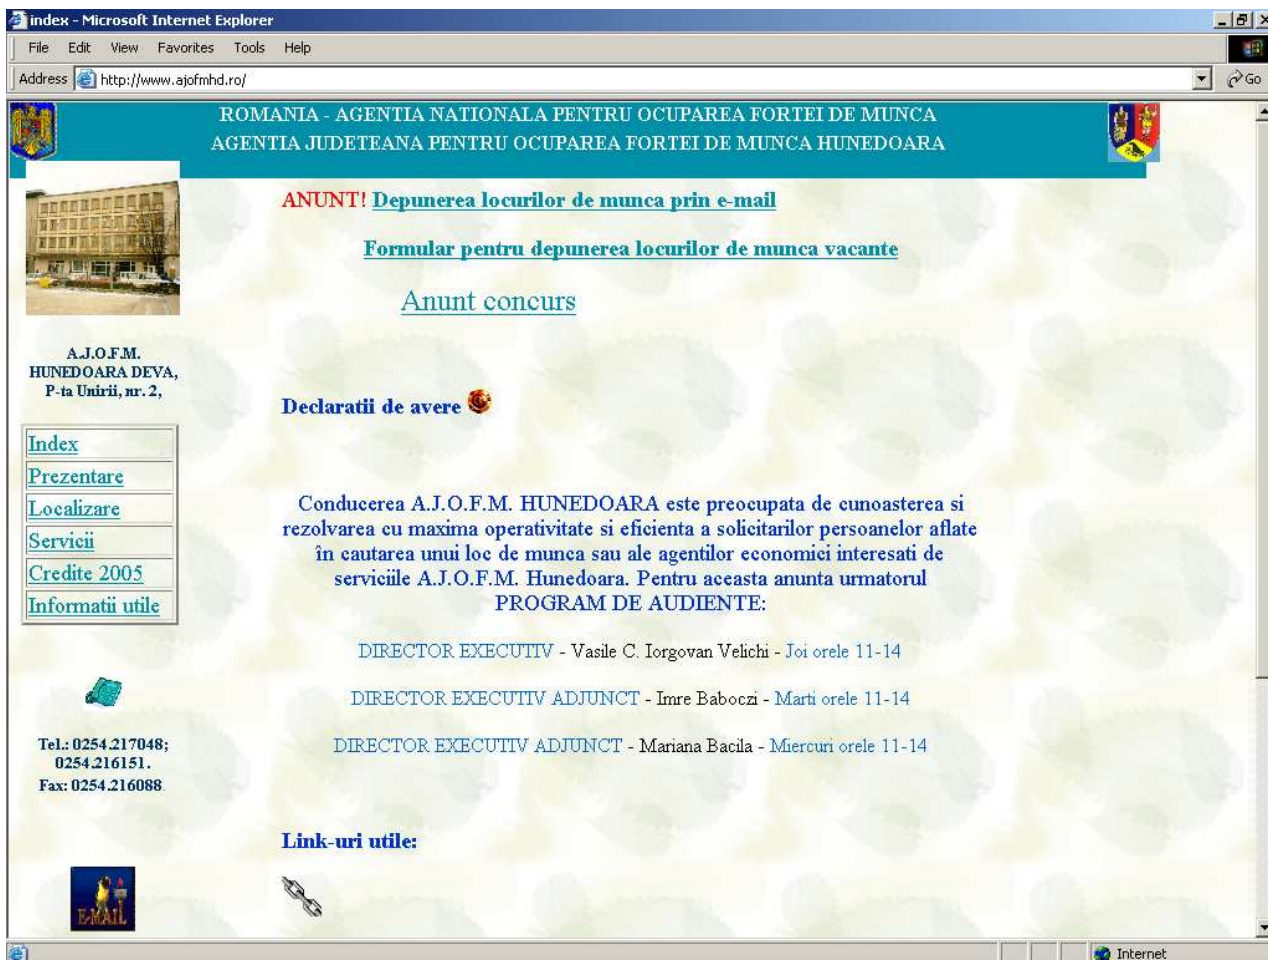 index - Microsoft Internet Explorer
File Edit View Favorites Tools Help
Address http://www.ajofmhd.ro/ Go
ROMANIA - AGENTIA NATIONALA PENTRU OCUPAREA FORTEI DE MUNCA
AGENTIA JUDETEANA PENTRU OCUPAREA FORTEI DE MUNCA HUNEDOARA
ANUNT! Depunerea locurilor de munca prin e-mail
Formular pentru depunerea locurilor de munca vacante
Anunt concurs
A.J.O.F.M.
HUNEDOARA DEVA,
P-ta Unirii, nr. 2,
Index
Prezentare
Localizare
Servicii
Credite 2005
Informatii utile
Tel.: 0254.217048;
0254.216151.
Fax: 0254.216088.
E-MAIL
Declaratii de avere
Conducerea A.J.O.F.M. HUNEDOARA este preocupata de cunoasterea si
rezolvarea cu maxima operativitate si eficienta a solicitarilor persoanelor aflate
în cautarea unui loc de munca sau ale agentilor economici interesati de
serviciile A.J.O.F.M. Hunedoara. Pentru aceasta anunta urmatorul
PROGRAM DE AUDIENTE:
DIRECTOR EXECUTIV - Vasile C. Iorgovan Velichi - Joi orele 11-14
DIRECTOR EXECUTIV ADJUNCT - Imre Baboczi - Marti orele 11-14
DIRECTOR EXECUTIV ADJUNCT - Mariana Bacila - Miercuri orele 11-14
Link-uri utile:
Internet